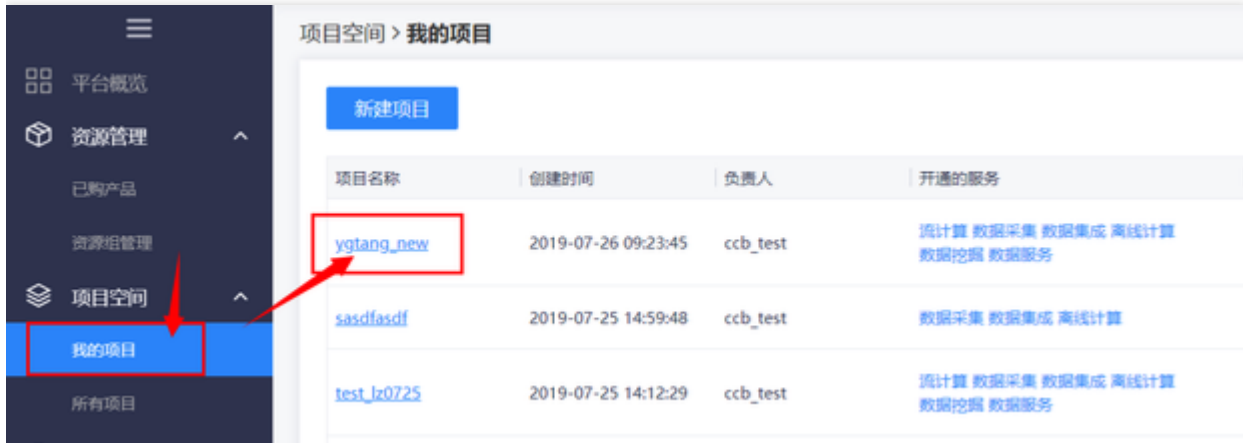 项目空间 > 我的项目
平台概览
资源管理
已购产品
资源组管理
项目空间
我的项目
所有项目
新建项目
项目名称 创建时间 负责人 开通的服务
ygtang_new 2019-07-26 09:23:45 ccb_test 流计算 数据采集 数据集成 离线计算
数据挖掘 数据服务
sasdfasdf 2019-07-25 14:59:48 ccb_test 数据采集 数据集成 离线计算
test_lz0725 2019-07-25 14:12:29 ccb_test 流计算 数据采集 数据集成 离线计算
数据挖掘 数据服务